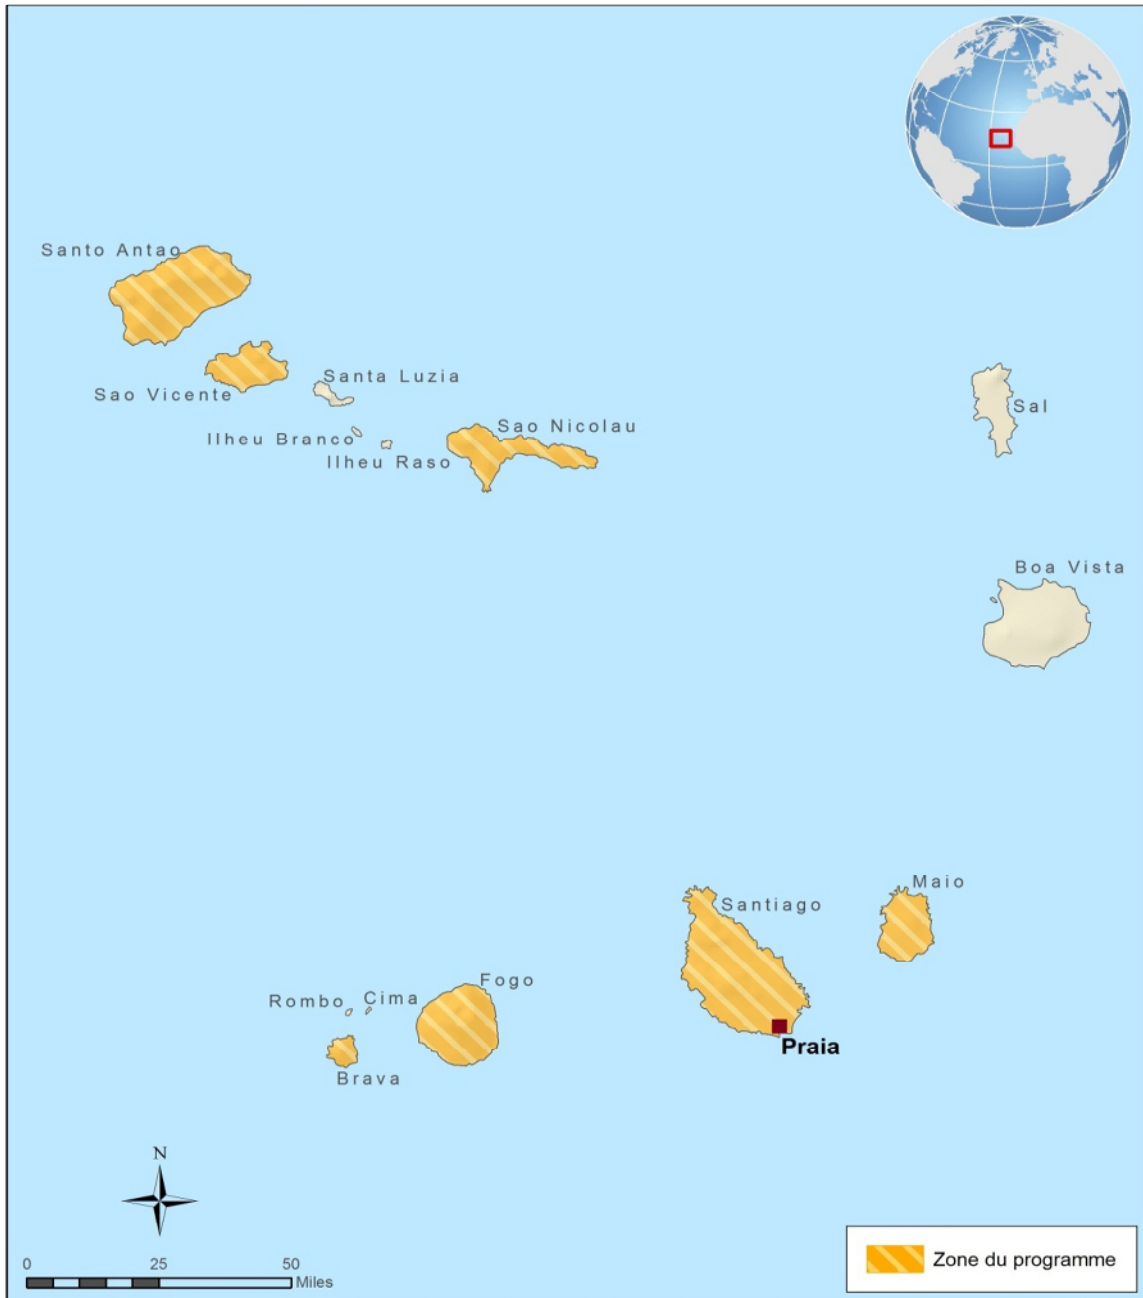 Santo Antao
Sao Vicente
Santa Luzia
Ilheu Branco
Ilheu Raso
Sao Nicolau
Sal
Boa Vista
Maio
Santiago
Praia
Fogo
Rombo
Cima
Brava
N
0 25 50
Miles
Zone du programme